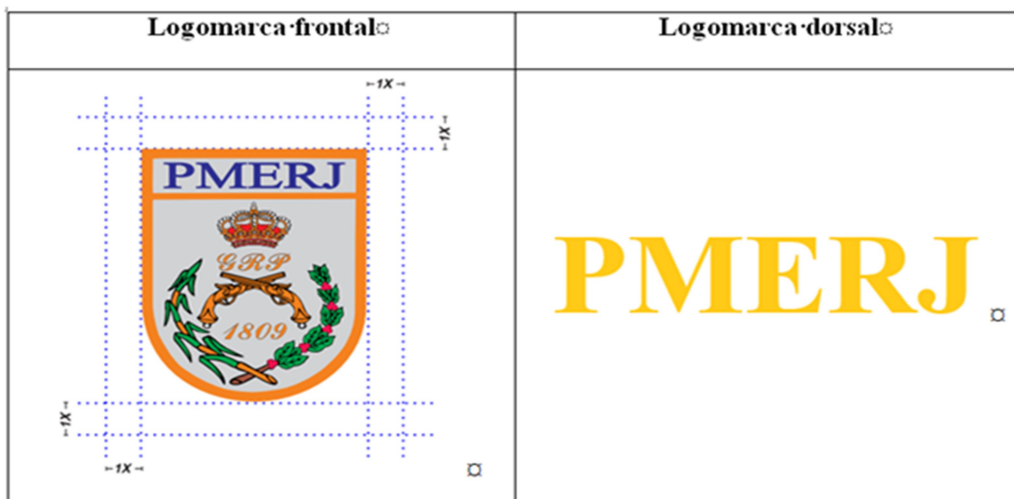 Logomarca·frontal¤
Logomarca·dorsal¤
←1X→
←1X→
PMERJ
GRP
1809
←1X→
←1X→
¤
PMERJ ¤